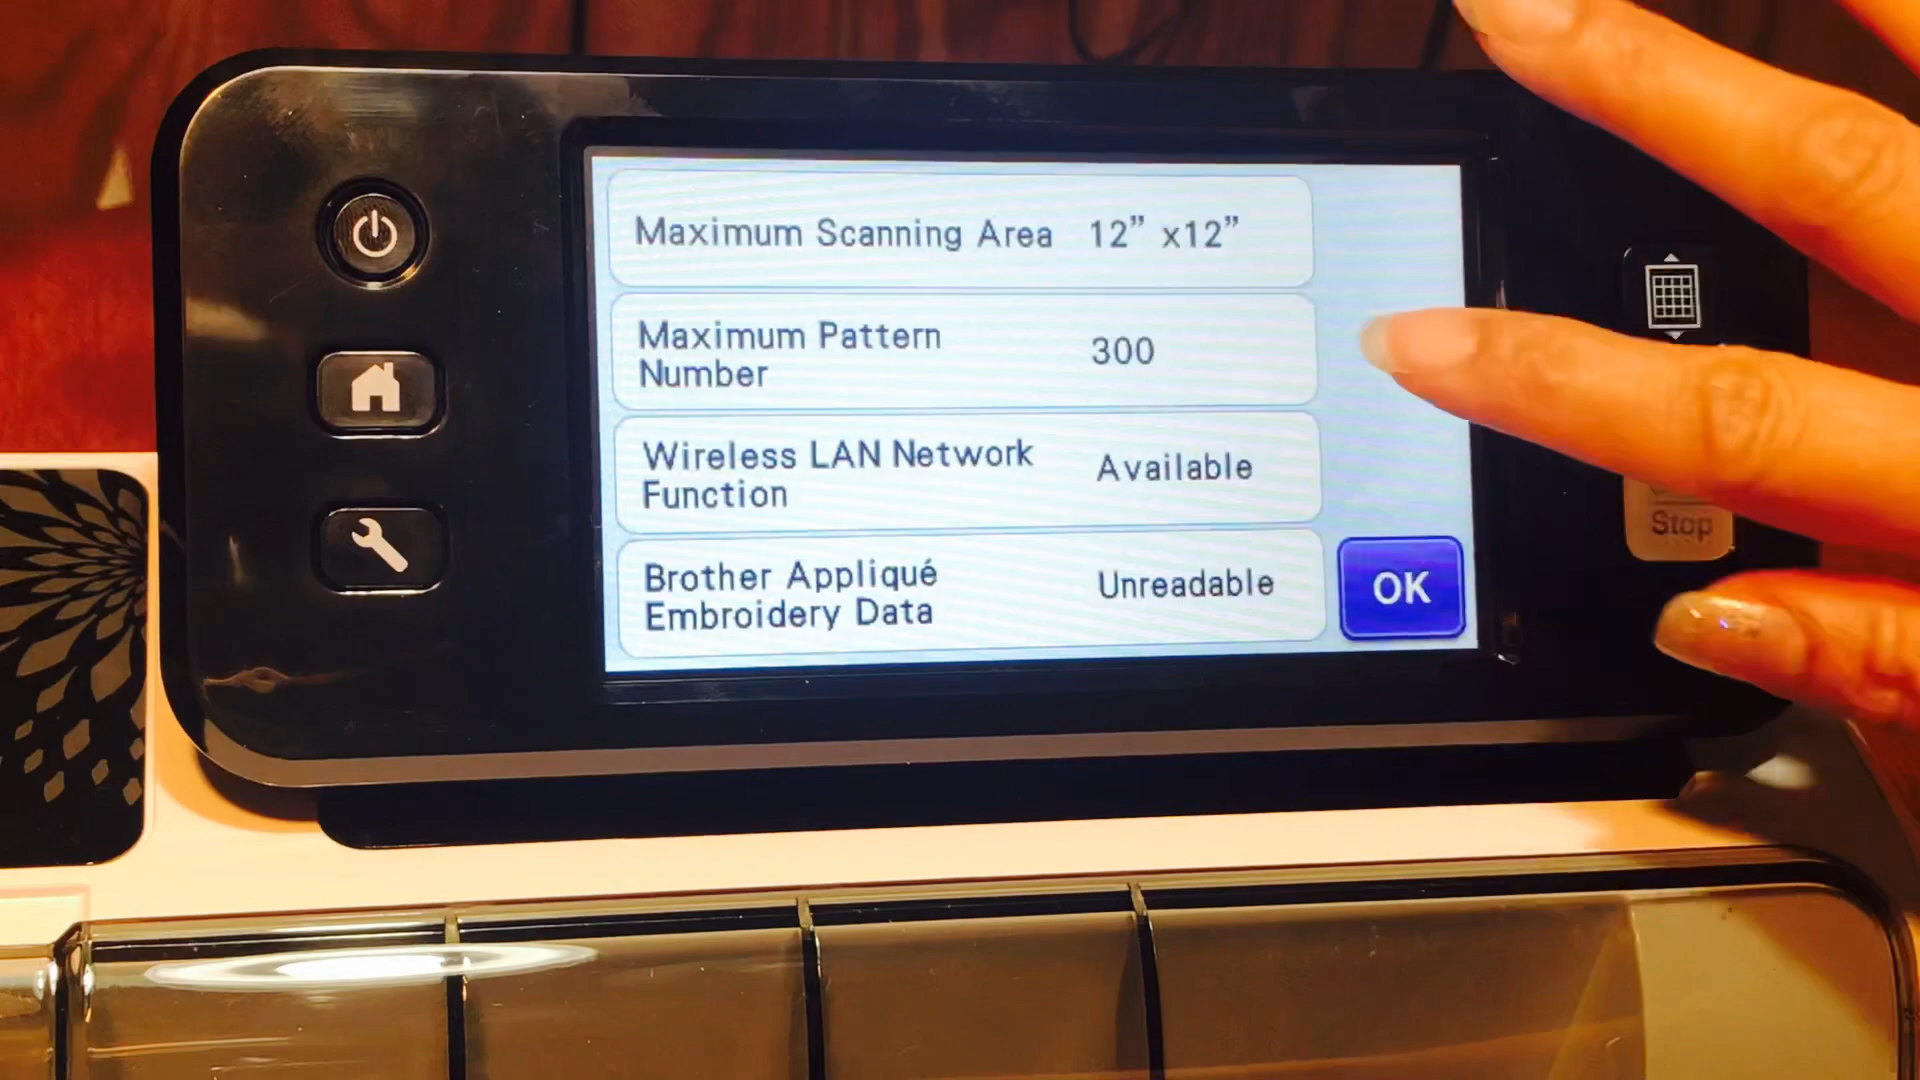 Maximum Scanning Area 12” x12”
Maximum Pattern
Number
300
Wireless LAN Network
Function
Available
Brother Appliqué
Embroidery Data
Unreadable
OK
Stop